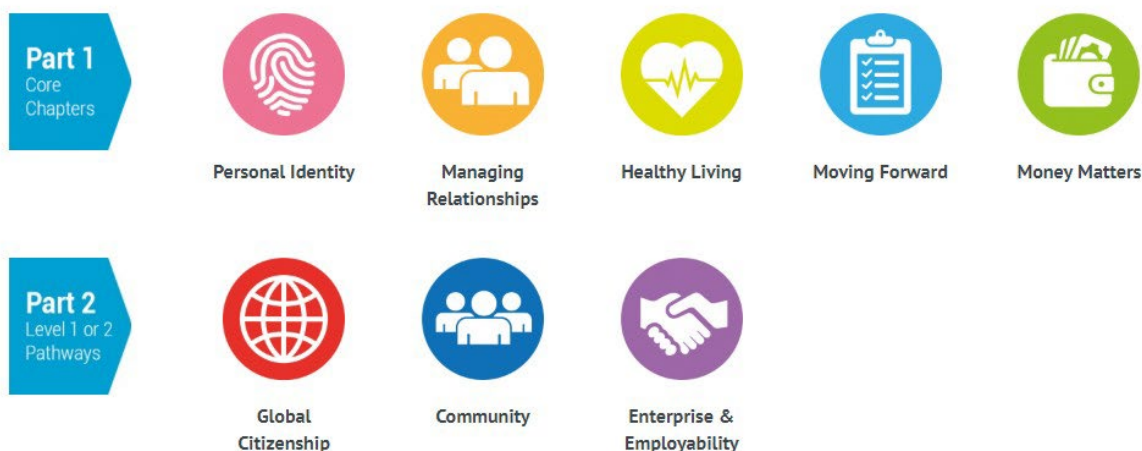 Part 1
Core
Chapters
Personal Identity
Managing
Relationships
Healthy Living
Moving Forward
Money Matters
Part 2
Level 1 or 2
Pathways
Global
Citizenship
Community
Enterprise &
Employability